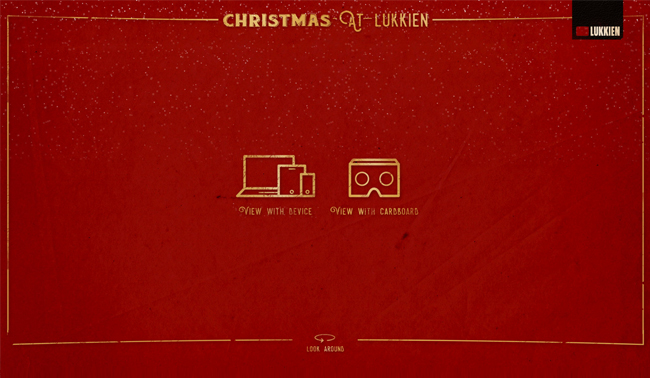 CHRISTMAS AT LUKKIEN
LUKKIEN
VIEW WITH DEVICE
VIEW WITH CARDBOARD
LOOK AROUND